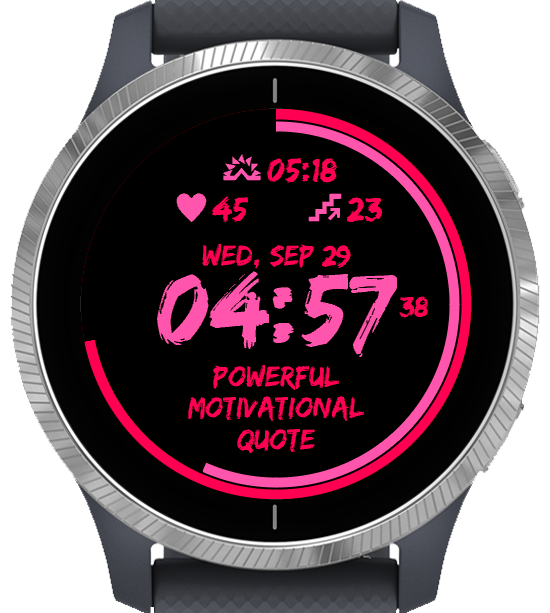 05:18
45 23
WED, SEP 29
04:57 38
POWERFUL
MOTIVATIONAL
QUOTE